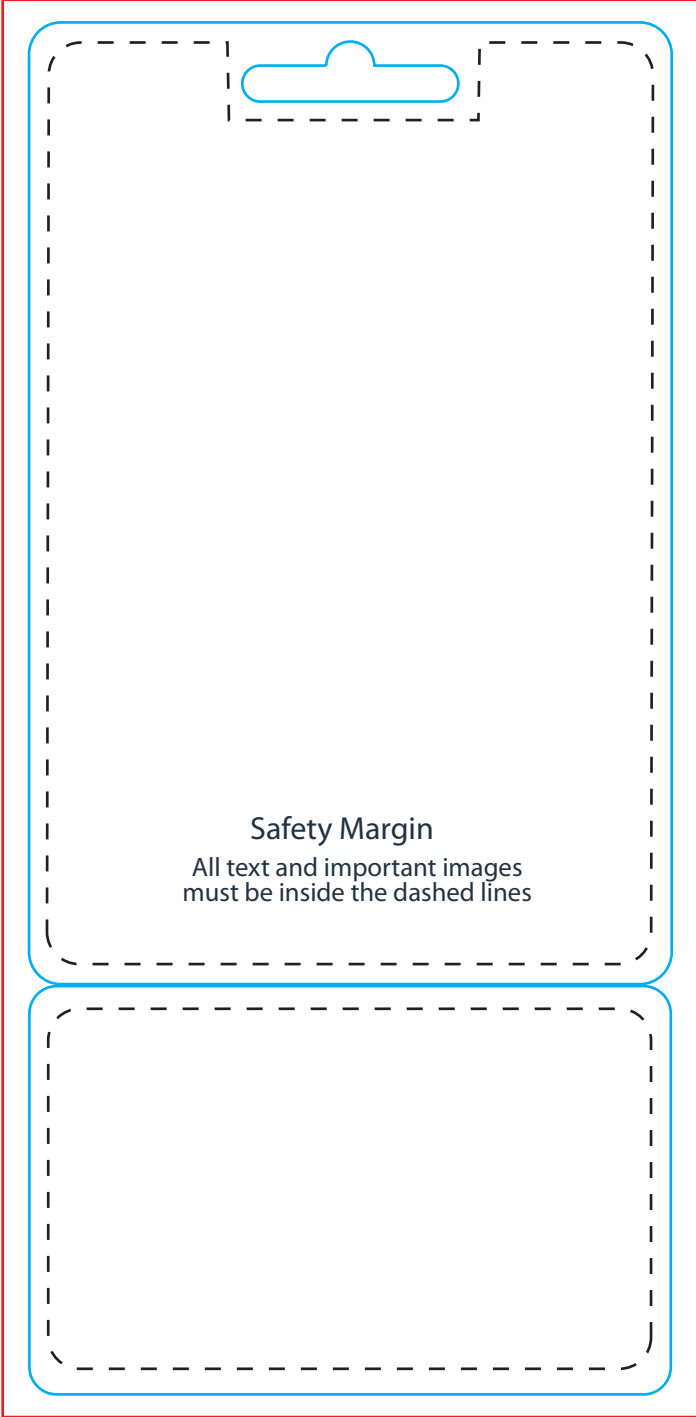 Safety Margin
All text and important images
must be inside the dashed lines